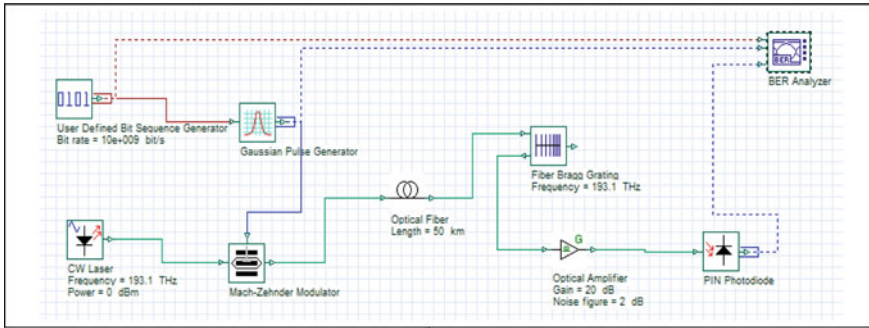 BER
BER Analyzer
0101
User Defined Bit Sequence Generator
Bit rate = 10e+009 bit/s
Gaussian Pulse Generator
Fiber Bragg Grating
Frequency = 193.1 THz
Optical Fiber
Length = 50 km
CW Laser
Frequency = 193.1 THz
Power = 0 dBm
Mach-Zehnder Modulator
G
Optical Amplifier
Gain = 20 dB
Noise figure = 2 dB
PIN Photodiode